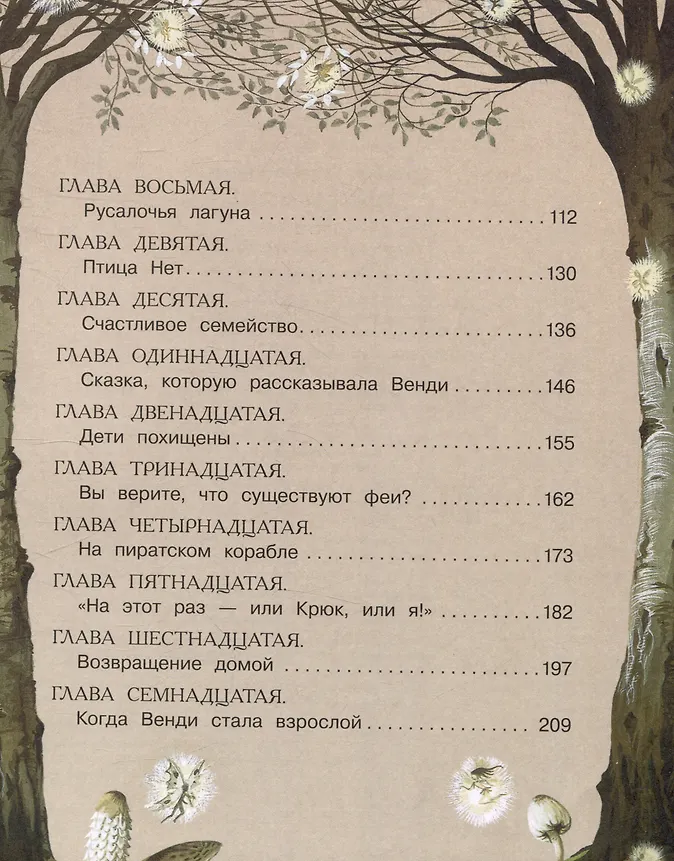 ГЛАВА ВОСЬМАЯ.
Русалочья лагуна ............................ 112
ГЛАВА ДЕВЯТАЯ.
Птица Нет................................... 130
ГЛАВА ДЕСЯТАЯ.
Счастливое семейство........................ 136
ГЛАВА ОДИННАДЦАТАЯ.
Сказка, которую рассказывала Венди ......... 146
ГЛАВА ДВЕНАДЦАТАЯ.
Дети похищены .............................. 155
ГЛАВА ТРИНАДЦАТАЯ.
Вы верите, что существуют феи? ............ 162
ГЛАВА ЧЕТЫРНАДЦАТАЯ.
На пиратском корабле ....................... 173
ГЛАВА ПЯТНАДЦАТАЯ.
«На этот раз — или Крюк, или я!» .......... 182
ГЛАВА ШЕСТНАДЦАТАЯ.
Возвращение домой ......................... 197
ГЛАВА СЕМНАДЦАТАЯ.
Когда Венди стала взрослой ................ 209